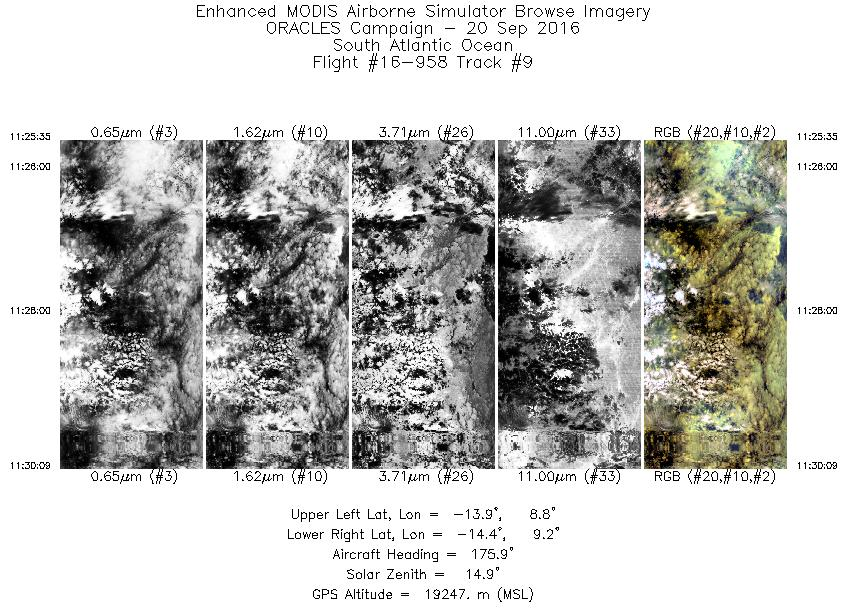 Enhanced MODIS Airborne Simulator Browse Imagery
ORACLES Campaign - 20 Sep 2016
South Atlantic Ocean
Flight #16-958 Track #9
0.65μm (#3) 1.62μm (#10) 3.71μm (#26) 11.00μm (#33) RGB (#20,#10,#2)
11:25:35 11:25:35
11:26:00 11:26:00
11:28:00 11:28:00
11:30:09 11:30:09
0.65μm (#3) 1.62μm (#10) 3.71μm (#26) 11.00μm (#33) RGB (#20,#10,#2)
Upper Left Lat, Lon = -13.9°, 8.8°
Lower Right Lat, Lon = -14.4°, 9.2°
Aircraft Heading = 175.9°
Solar Zenith = 14.9°
GPS Altitude = 19247. m (MSL)